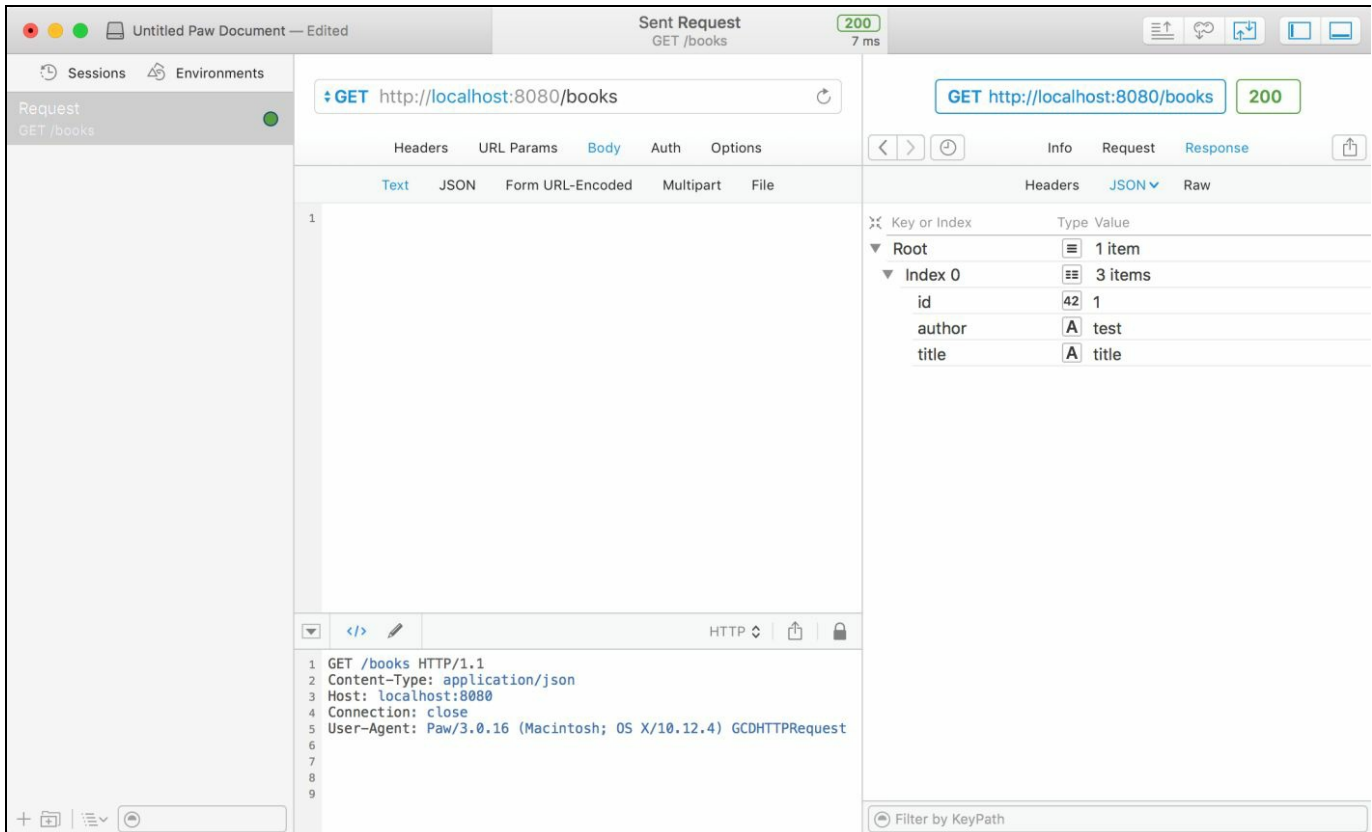 Untitled Paw Document — Edited
Sent Request
GET /books
200
7 ms
Sessions Environments
Request
GET /books
GET http://localhost:8080/books
Headers URL Params Body Auth Options
Text JSON Form URL-Encoded Multipart File
1
HTTP
1 GET /books HTTP/1.1
2 Content-Type: application/json
3 Host: localhost:8080
4 Connection: close
5 User-Agent: Paw/3.0.16 (Macintosh; OS X/10.12.4) GCDHTTPRequest
6
7
8
9
GET http://localhost:8080/books 200
Info Request Response
Headers JSON Raw
Key or Index Type Value
Root 1 item
Index 0 3 items
id 42 1
author A test
title A title
Filter by KeyPath